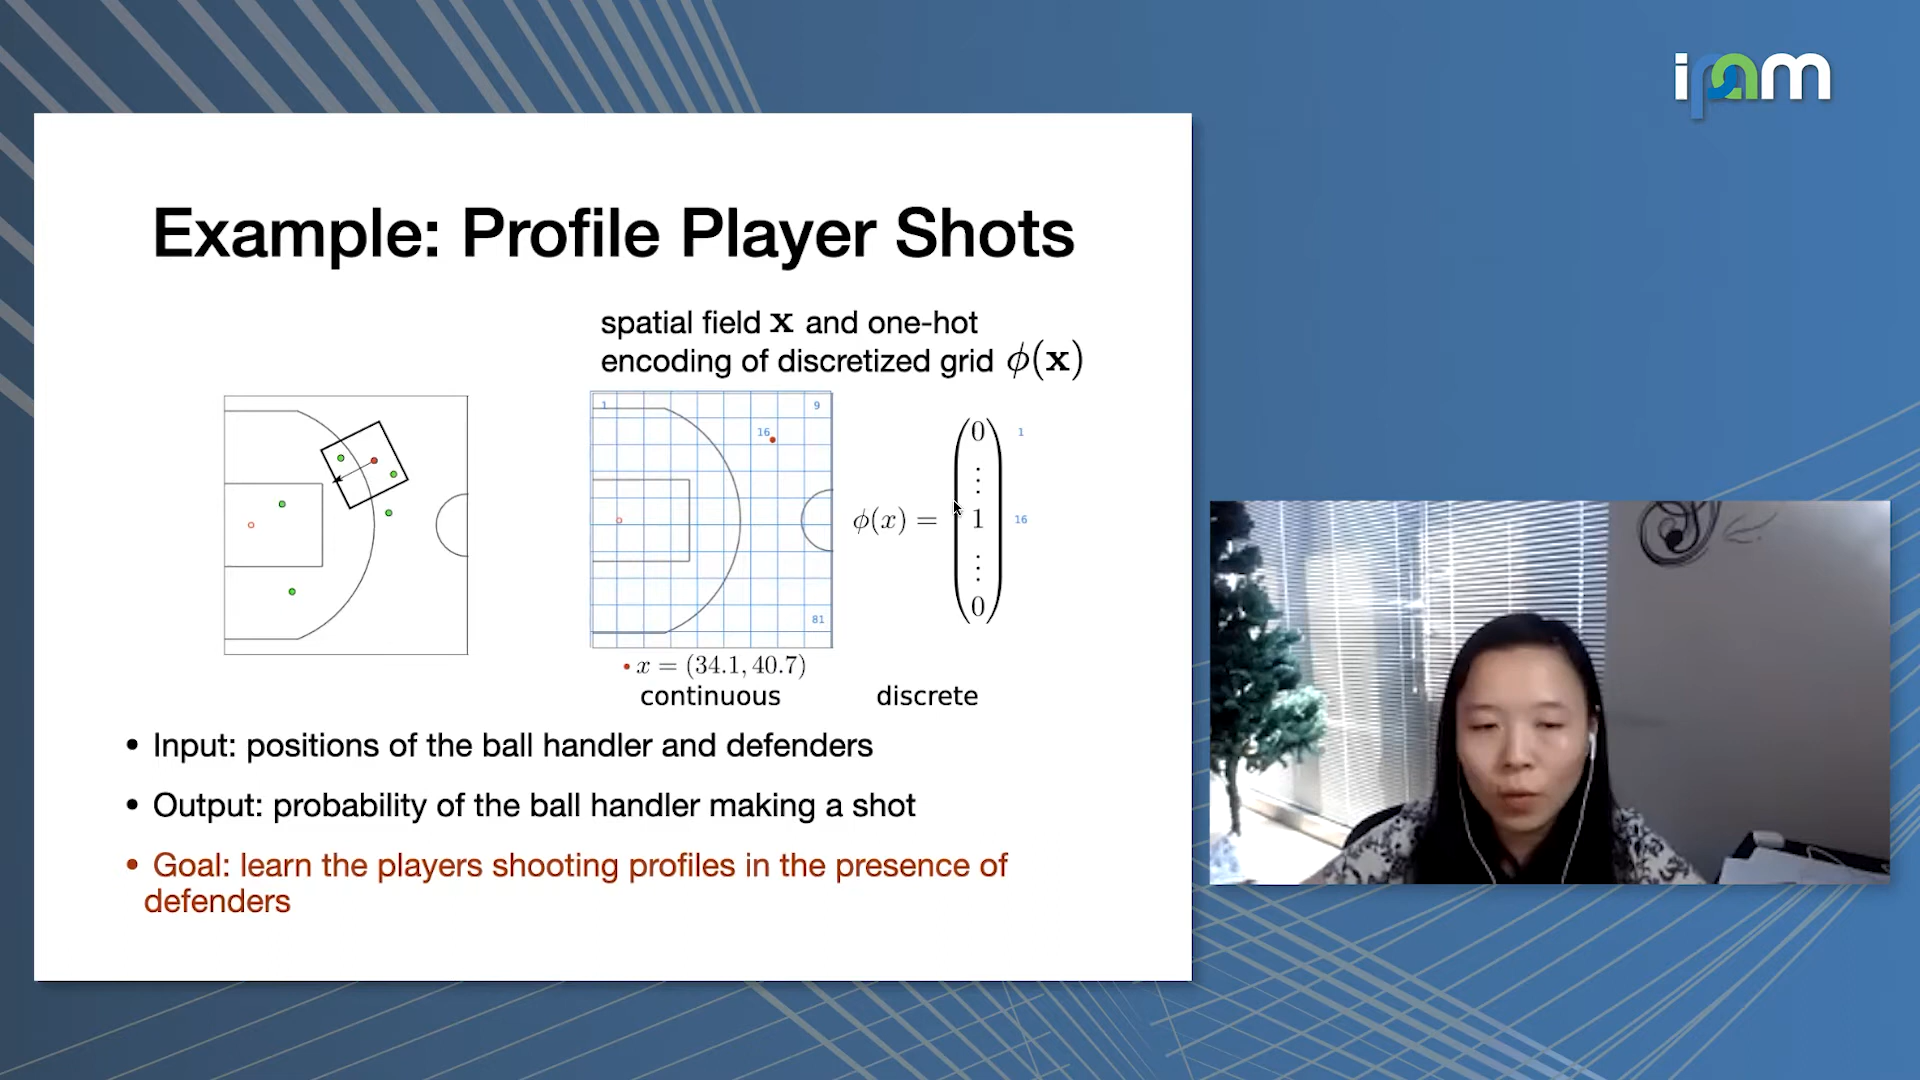 ipam
Example: Profile Player Shots
spatial field x and one-hot
encoding of discretized grid ϕ(x)
1
9
16
81
ϕ(x) =
0
⋮
1
⋮
0
1
16
x = (34.1, 40.7)
continuous
discrete
• Input: positions of the ball handler and defenders
• Output: probability of the ball handler making a shot
• Goal: learn the players shooting profiles in the presence of
defenders